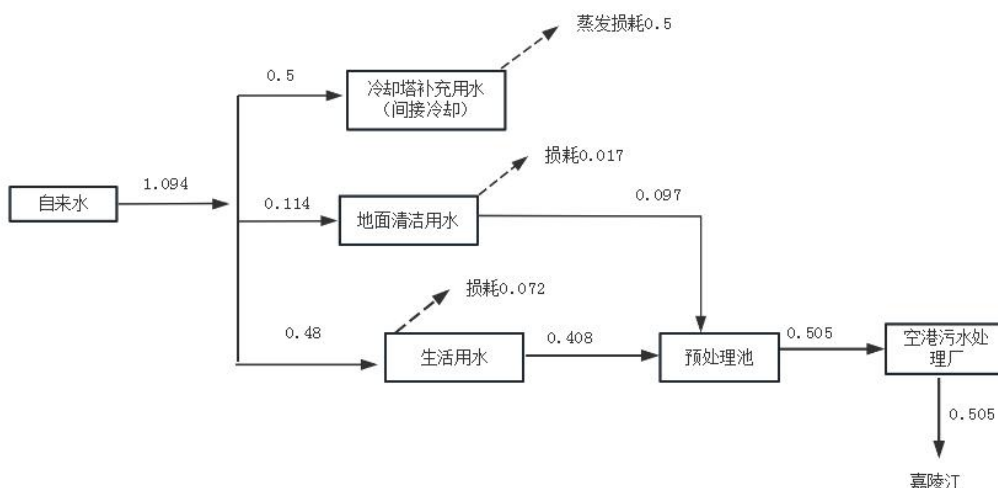 蒸发损耗0.5
0.5
冷却塔补充用水
（间接冷却）
损耗0.017
自来水
1.094
0.114
地面清洁用水
0.097
损耗0.072
0.48
生活用水
0.408
预处理池
0.505
空港污水处
理厂
0.505
嘉陵江